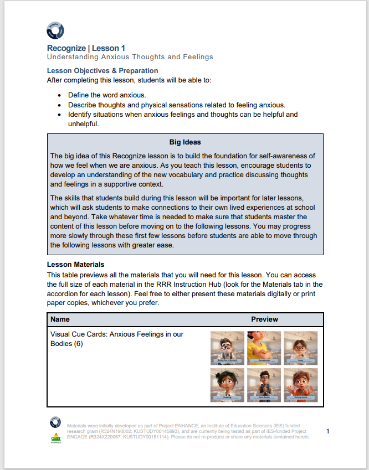 Recognize | Lesson 1
Understanding Anxious Thoughts and Feelings
Lesson Objectives & Preparation
After completing this lesson, students will be able to:
• Define the word anxious.
• Describe thoughts and physical sensations related to feeling anxious.
• Identify situations when anxious feelings and thoughts can be helpful and
unhelpful.
Big Ideas
The big idea of this Recognize lesson is to build the foundation for self-awareness of
how we feel when we are anxious. As you teach this lesson, encourage students to
develop an understanding of the new vocabulary and practice discussing thoughts
and feelings in a supportive context.
The skills that students build during this lesson will be important for later lessons,
which will ask students to make connections to their own lived experiences at school
and beyond. Take whatever time is needed to make sure that students master the
content of this lesson before moving on to the following lessons. You may progress
more slowly through these first few lessons before students are able to move through
the following lessons with greater ease.
Lesson Materials
This table previews all the materials that you will need for this lesson. You can access
the full size of each material in the RRR Instruction Hub (look for the Materials tab in the
accordion for each lesson). Feel free to either present these materials digitally or print
paper copies, whichever you prefer.
Name Preview
Visual Cue Cards: Anxious Feelings in our
Bodies (6)
Materials were initially developed as part of Project ENHANCE, an Institute of Education Sciences (IES) funded
research grant and are currently being tested as part of IES-funded Project
ENGAGE Please do not re-produce or share any materials contained herein.
1